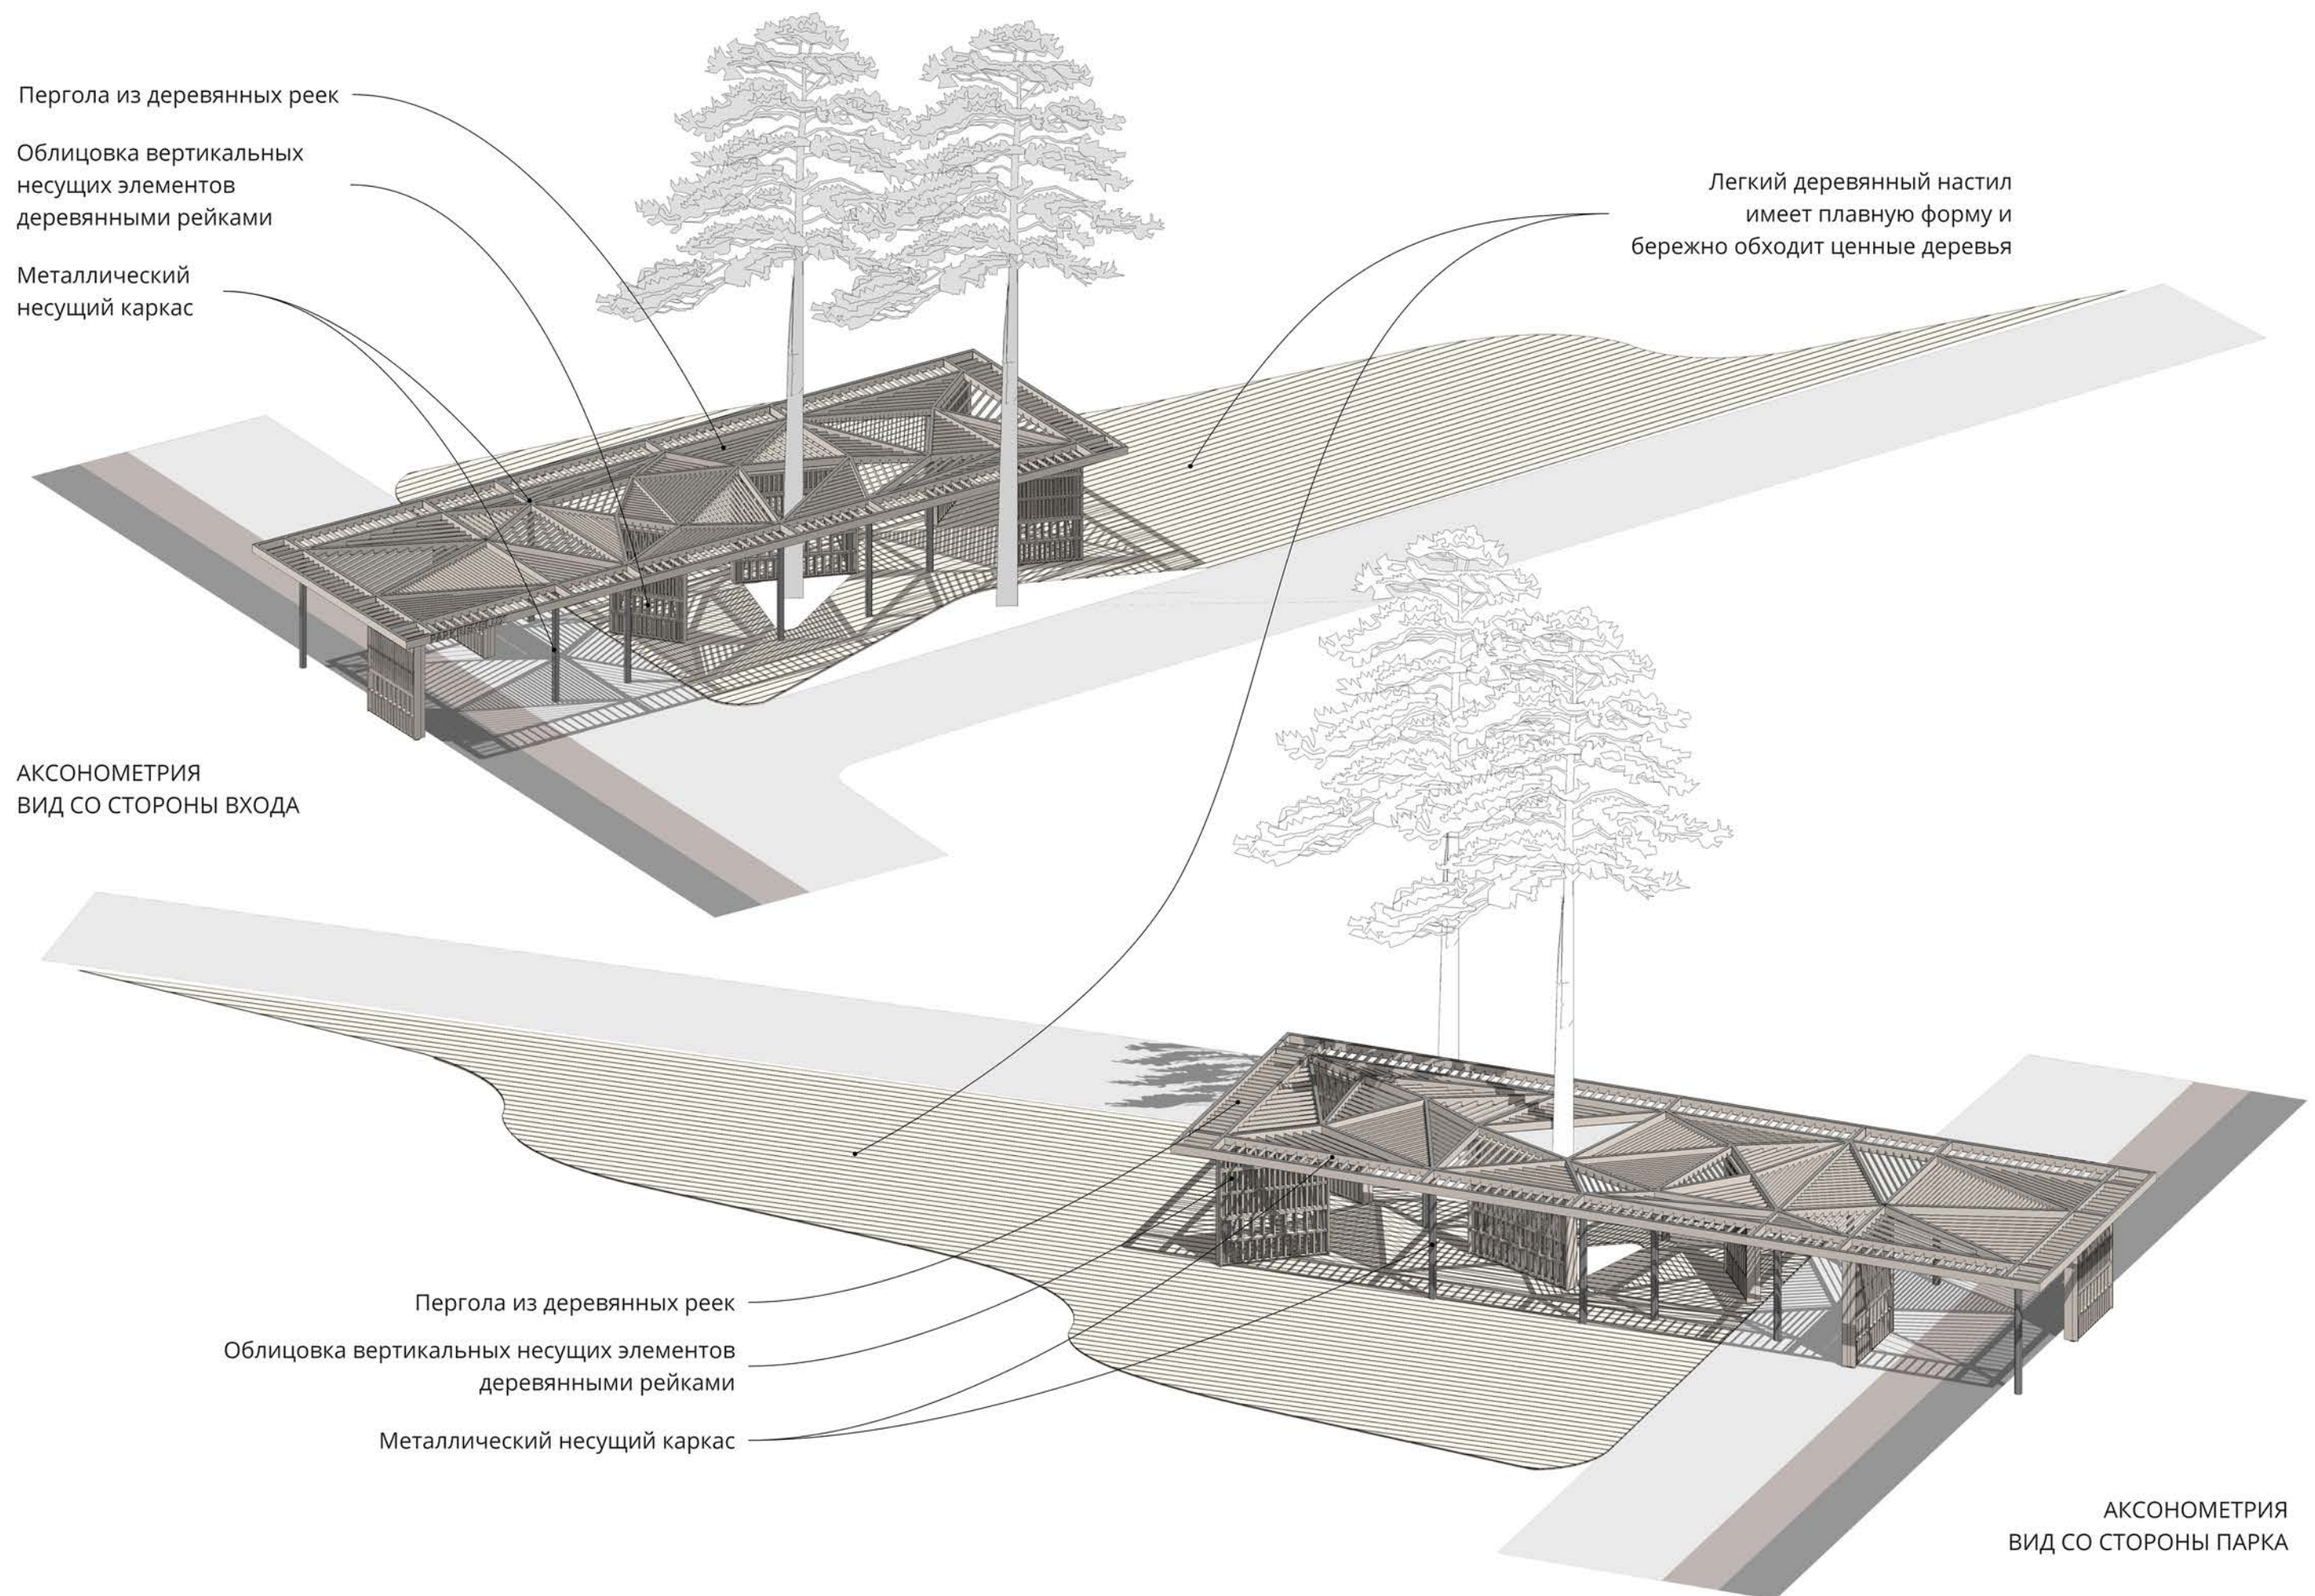 Пергола из деревянных реек
Облицовка вертикальных
несущих элементов
деревянными рейками
Металлический
несущий каркас
Легкий деревянный настил
имеет плавную форму и
бережно обходит ценные деревья
АКСОНОМЕТРИЯ
ВИД СО СТОРОНЫ ВХОДА
Пергола из деревянных реек
Облицовка вертикальных несущих элементов
деревянными рейками
Металлический несущий каркас
АКСОНОМЕТРИЯ
ВИД СО СТОРОНЫ ПАРКА